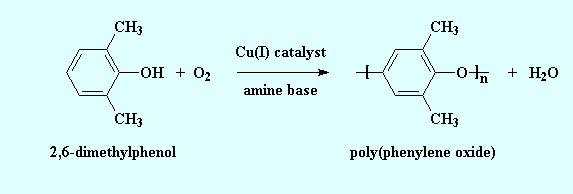 CH₃ CH₃
Cu(I) catalyst
OH + O₂ O n + H₂O
amine base
CH₃ CH₃
2,6-dimethylphenol poly(phenylene oxide)